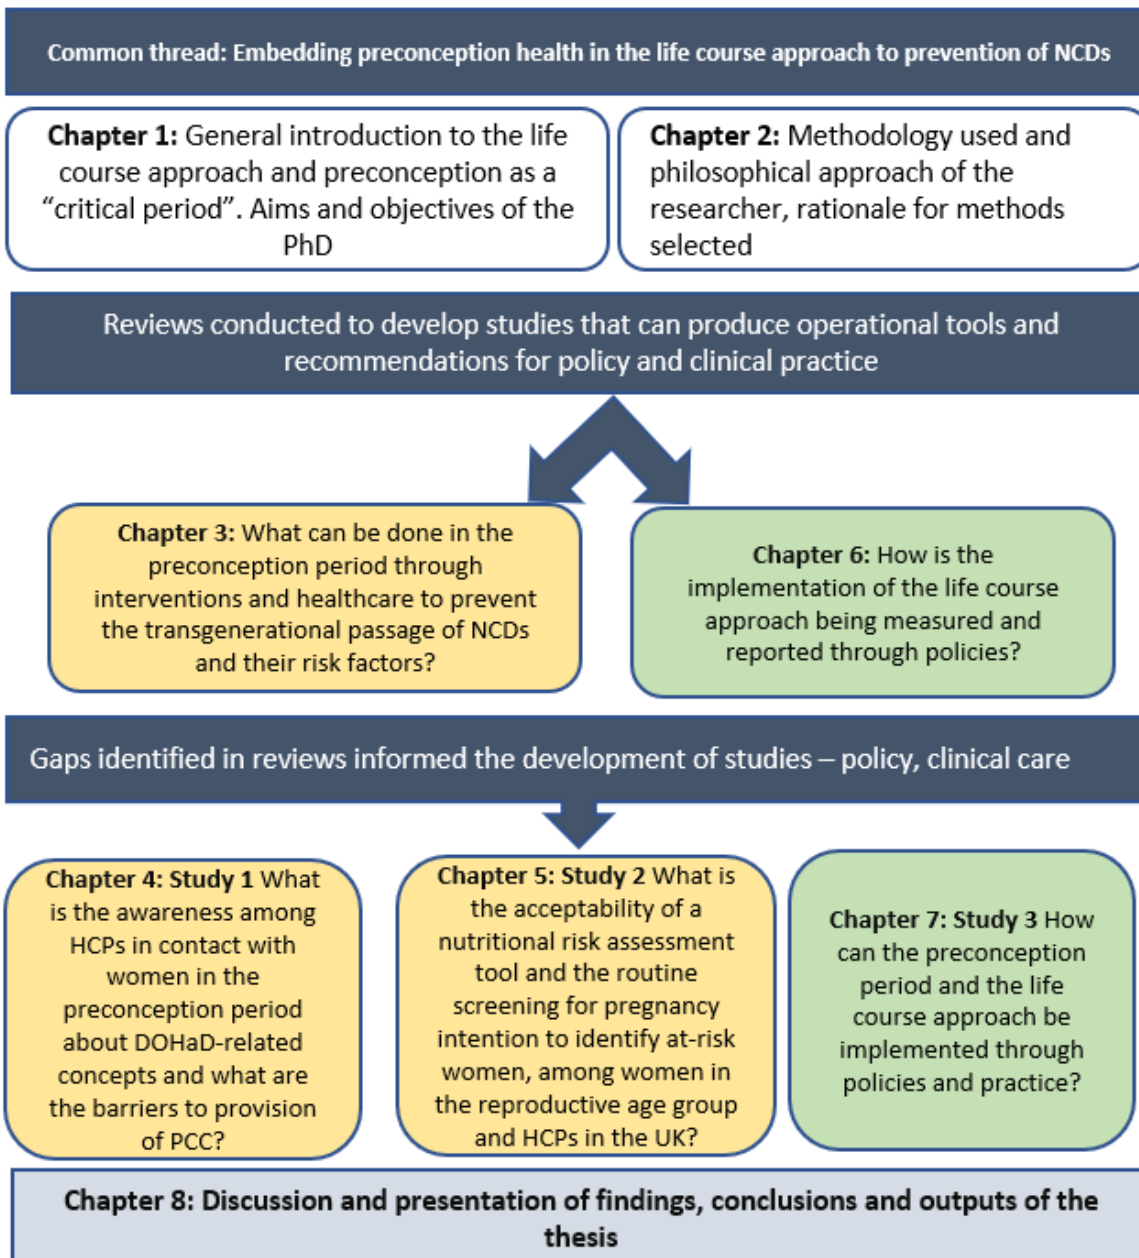 Common thread: Embedding preconception health in the life course approach to prevention of NCDs
Chapter 1: General introduction to the life
course approach and preconception as a
“critical period”. Aims and objectives of the
PhD
Chapter 2: Methodology used and
philosophical approach of the
researcher, rationale for methods
selected
Reviews conducted to develop studies that can produce operational tools and
recommendations for policy and clinical practice
Chapter 3: What can be done in the
preconception period through
interventions and healthcare to prevent
the transgenerational passage of NCDs
and their risk factors?
Chapter 6: How is the
implementation of the life course
approach being measured and
reported through policies?
Gaps identified in reviews informed the development of studies – policy, clinical care
Chapter 4: Study 1 What
is the awareness among
HCPs in contact with
women in the
preconception period
about DOHaD-related
concepts and what are
the barriers to provision
of PCC?
Chapter 5: Study 2 What is
the acceptability of a
nutritional risk assessment
tool and the routine
screening for pregnancy
intention to identify at-risk
women, among women in
the reproductive age group
and HCPs in the UK?
Chapter 7: Study 3 How
can the preconception
period and the life
course approach be
implemented through
policies and practice?
Chapter 8: Discussion and presentation of findings, conclusions and outputs of the
thesis